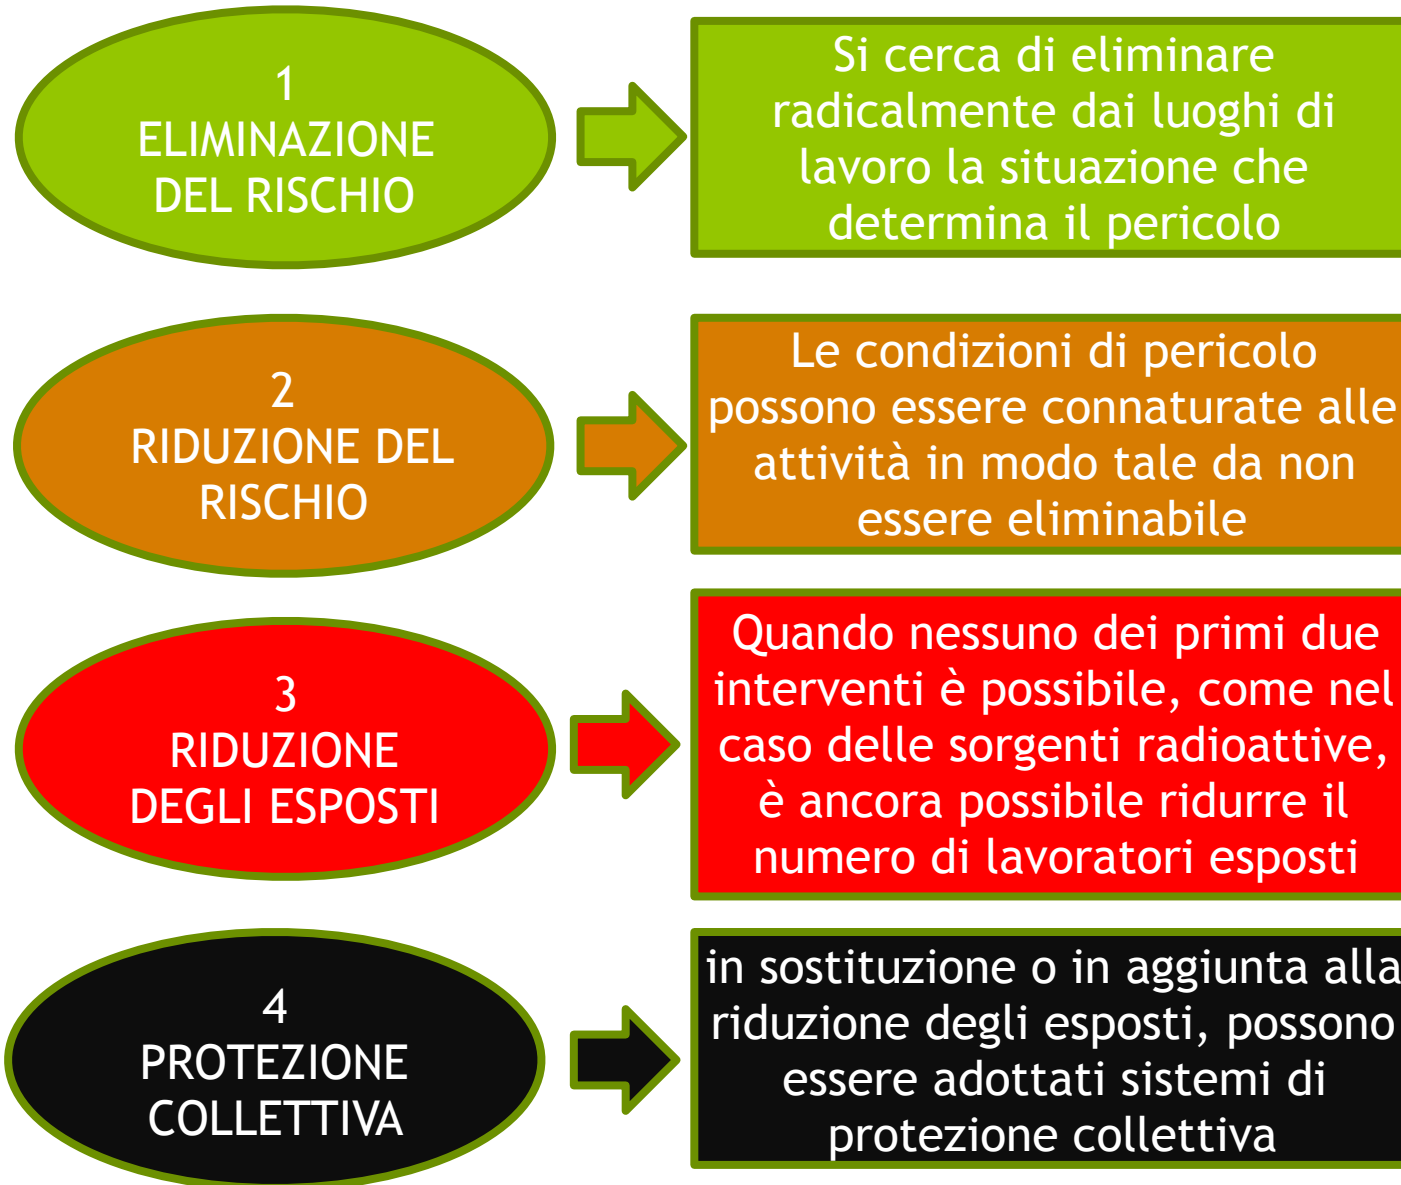 1
ELIMINAZIONE
DEL RISCHIO
Si cerca di eliminare
radicalmente dai luoghi di
lavoro la situazione che
determina il pericolo
2
RIDUZIONE DEL
RISCHIO
Le condizioni di pericolo
possono essere connaturate alle
attività in modo tale da non
essere eliminabile
3
RIDUZIONE
DEGLI ESPOSTI
Quando nessuno dei primi due
interventi è possibile, come nel
caso delle sorgenti radioattive,
è ancora possibile ridurre il
numero di lavoratori esposti
4
PROTEZIONE
COLLETTIVA
in sostituzione o in aggiunta alla
riduzione degli esposti, possono
essere adottati sistemi di
protezione collettiva